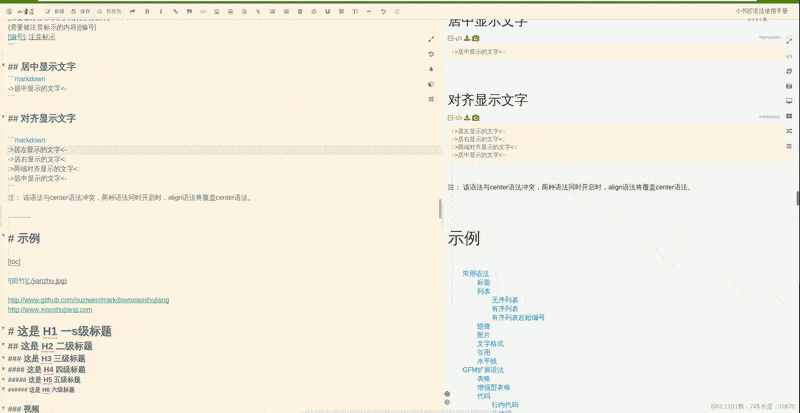 新建
保存
另存为
小书匠语法使用手册
{需要被注音标示的内容}[编号]
[编号]: 注音标示
## 居中显示文字
```markdown
->居中显示的文字<-
```
## 对齐显示文字
```markdown
:->居左显示的文字<-
->居右显示的文字<-:
:->两端对齐显示的文字<-:
->居中显示的文字<-
```
注： 该语法与center语法冲突，两种语法同时开启时，align语法将覆盖center语法。
# 示例
[toc]
http://www.github.com/suziwen/markdownxiaoshujiang
http://www.xiaoshujiang.com
# 这是 H1 一s级标题
## 这是 H2 二级标题
### 这是 H3 三级标题
#### 这是 H4 四级标题
##### 这是 H5 五级标题
###### 这是 H6 六级标题
### 视频
居中显示文字
markdown
->居中显示的文字<-
对齐显示文字
markdown
:->居左显示的文字<-
->居右显示的文字<-:
:->两端对齐显示的文字<-:
->居中显示的文字<-
注： 该语法与center语法冲突，两种语法同时开启时，align语法将覆盖center语法。
示例
常用语法
标题
列表
无序列表
有序列表
有序列表起始编号
链接
图片
文字格式
引用
水平线
GFM扩展语法
表格
增强型表格
代码
行内代码